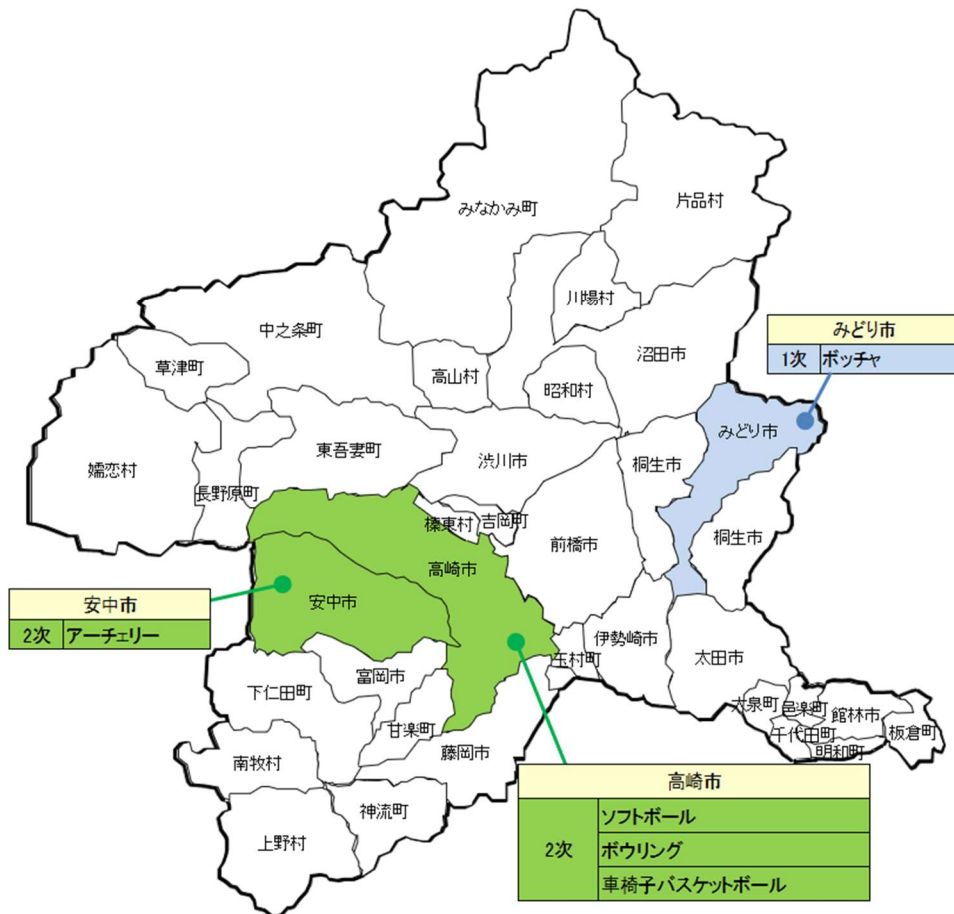 みなかみ町
片品村
川場村
中之条町
沼田市
みどり市
1次 ボッチャ
草津町
高山村
昭和村
みどり市
東吾妻町
渋川市
桐生市
嬬恋村
長野原町
榛東村
吉岡町
前橋市
桐生市
高崎市
安中市
2次 アーチェリー
安中市
伊勢崎市
玉村町
太田市
富岡市
下仁田町
大泉町
邑楽町
館林市
板倉町
千代田町
明和町
甘楽町
藤岡市
南牧村
神流町
上野村
高崎市
2次
ソフトボール
ボウリング
車椅子バスケットボール